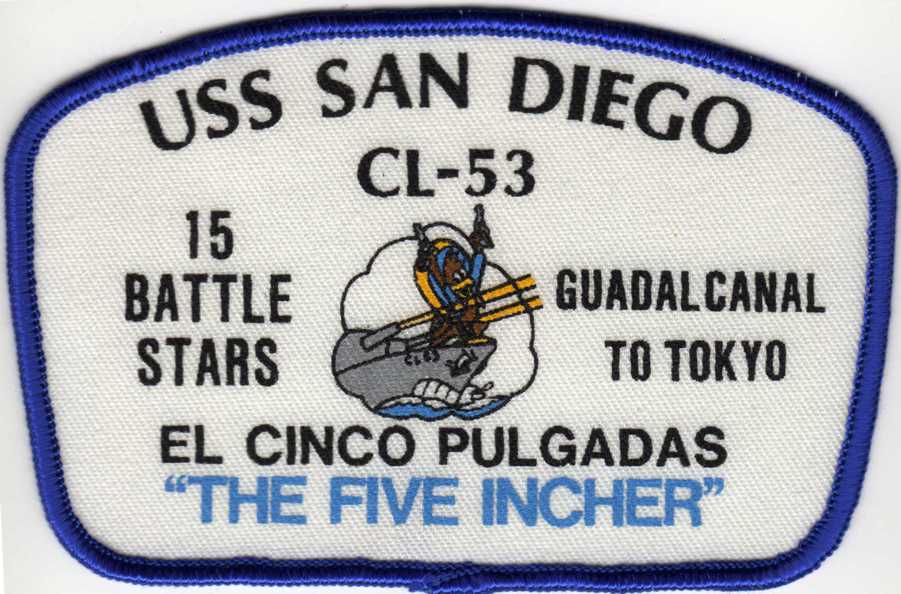 USS SAN DIEGO
CL-53
15
BATTLE
STARS
GUADALCANAL
TO TOKYO
EL CINCO PULGADAS
"THE FIVE INCHER"